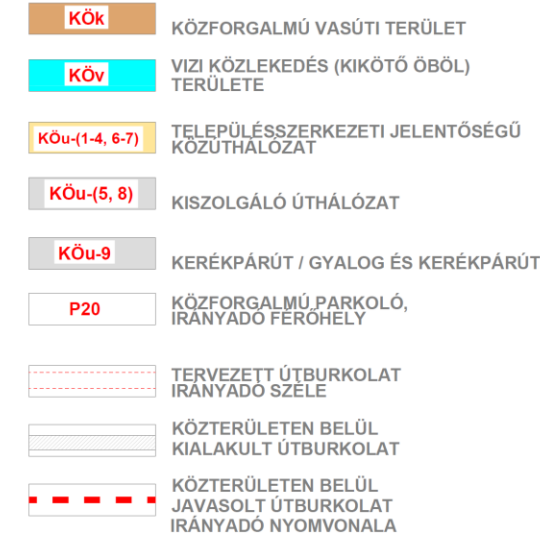 KÖk
KÖZFORGALMÚ VASÚTI TERÜLET
KÖv
VIZI KÖZLEKEDÉS (KIKÖTŐ ÖBÖL)
TERÜLETE
KÖu-(1-4, 6-7)
TELEPÜLÉSSZERKEZETI JELENTŐSÉGŰ
KÖZÚTHÁLÓZAT
KÖu-(5, 8)
KISZOLGÁLÓ ÚTHÁLÓZAT
KÖu-9
KERÉKPÁRÚT / GYALOG ÉS KERÉKPÁRÚT
P20
KÖZFORGALMÚ PARKOLÓ,
IRÁNYADÓ FÉRŐHELY
TERVEZETT ÚTBURKOLAT
IRÁNYADÓ SZÉLE
KÖZTERÜLETEN BELÜL
KIALAKULT ÚTBURKOLAT
KÖZTERÜLETEN BELÜL
JAVASOLT ÚTBURKOLAT
IRÁNYADÓ NYOMVONALA